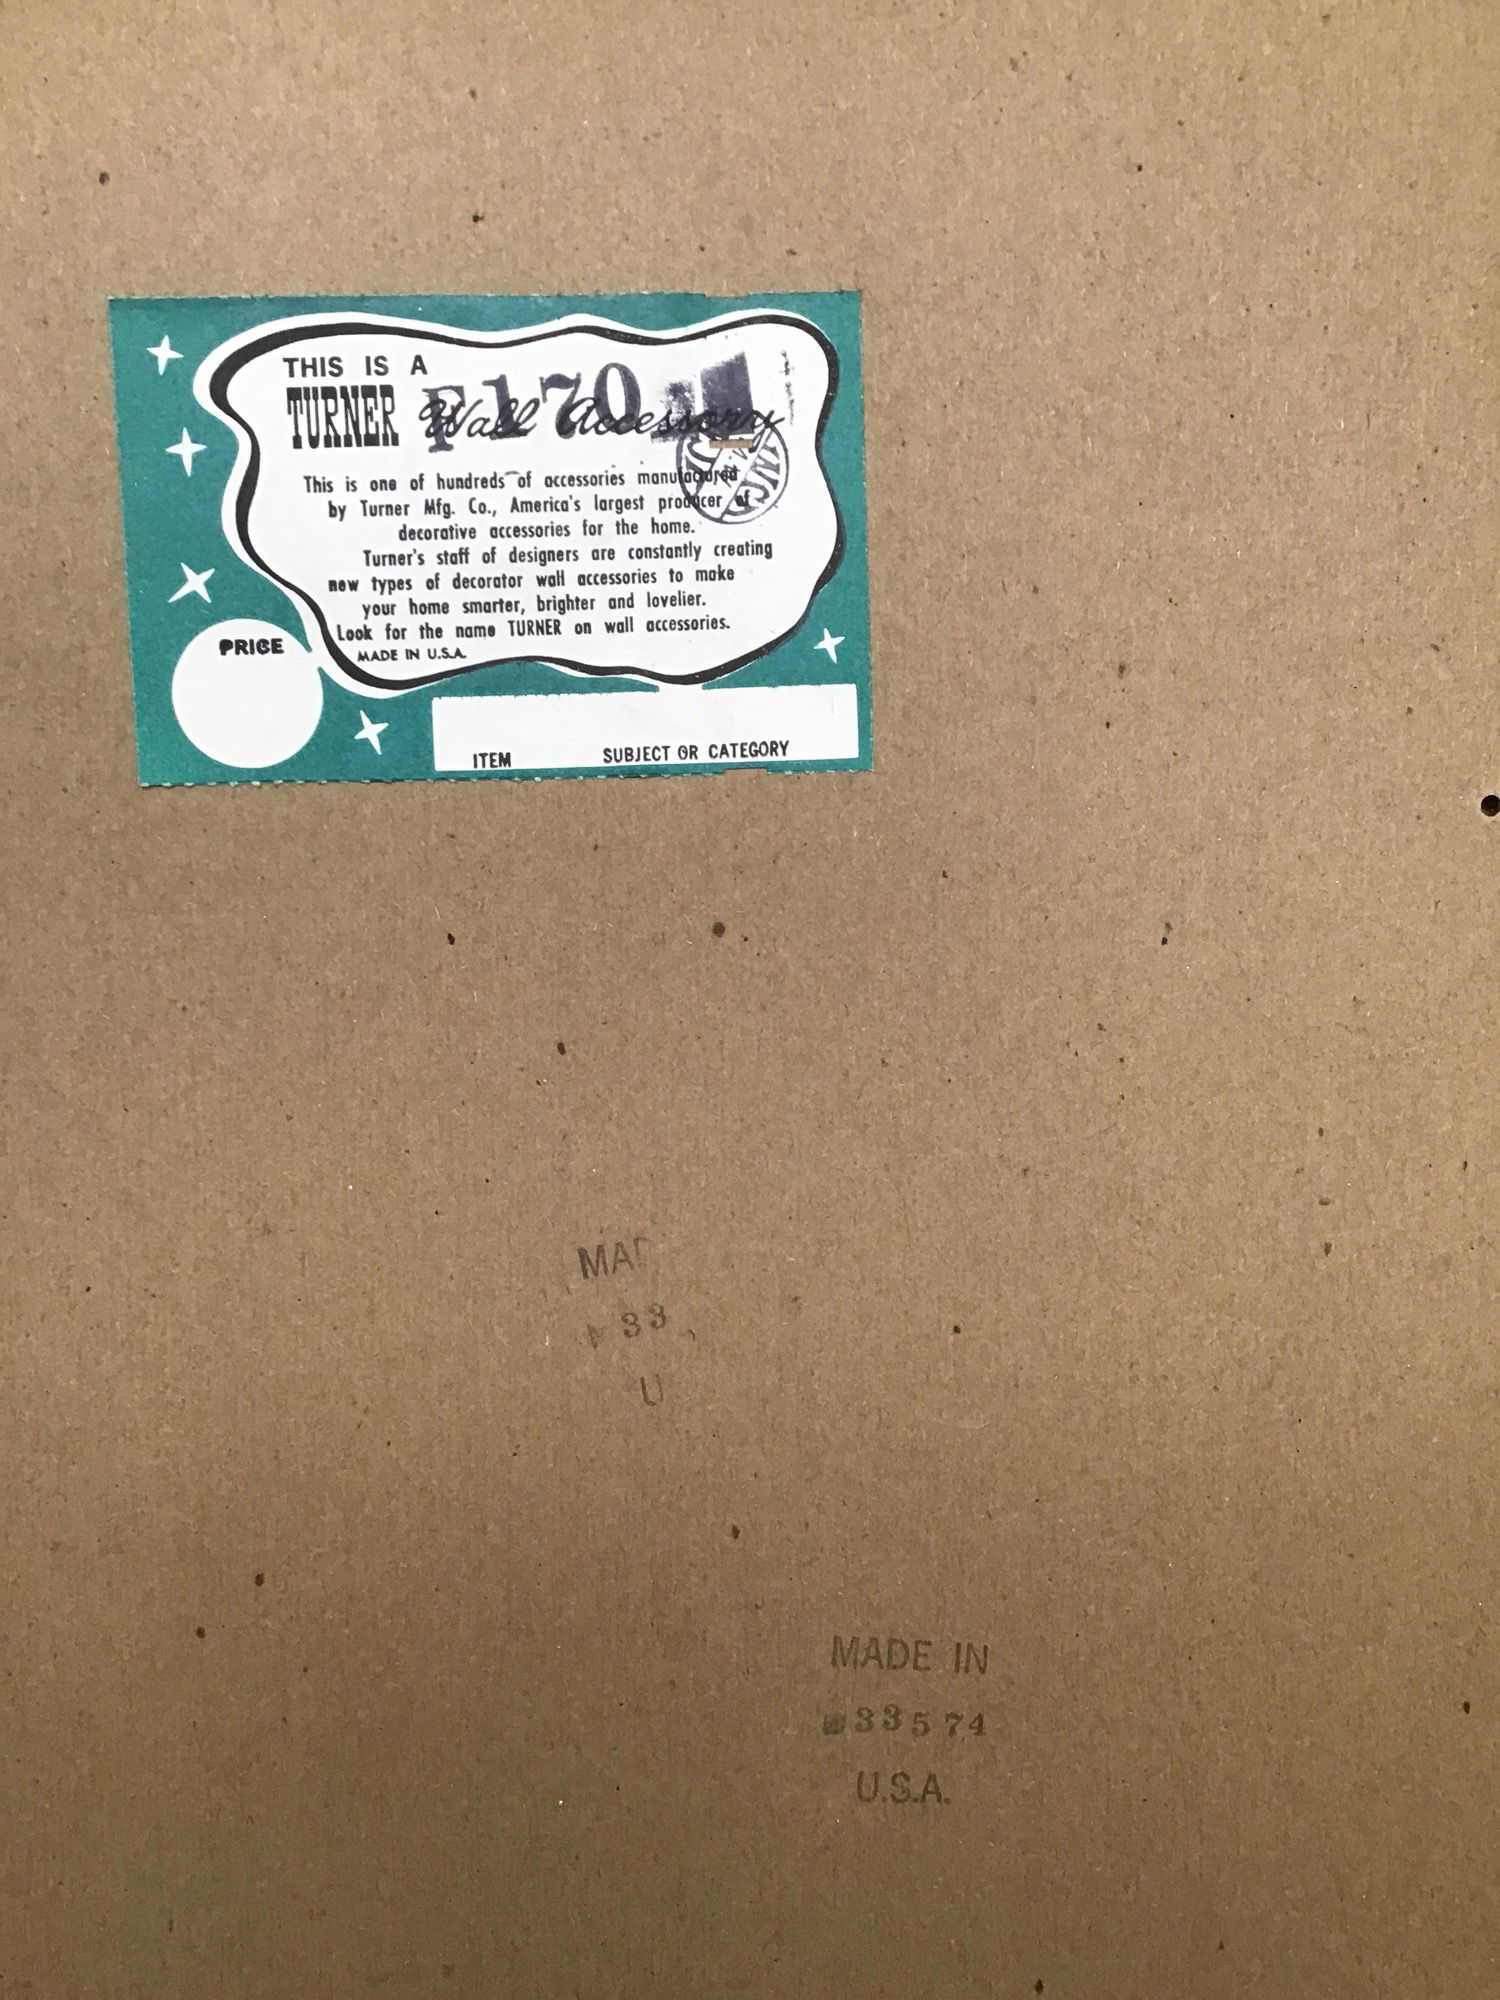 THIS IS A
TURNER Wall Accessory
F170
This is one of hundreds of accessories manufactured
by Turner Mfg. Co., America's largest producer of
decorative accessories for the home.
Turner's staff of designers are constantly creating
new types of decorator wall accessories to make
your home smarter, brighter and lovelier.
Look for the name TURNER on wall accessories.
MADE IN U.S.A.
PRICE
ITEM SUBJECT OR CATEGORY
33
U
MADE IN
33574
U.S.A.